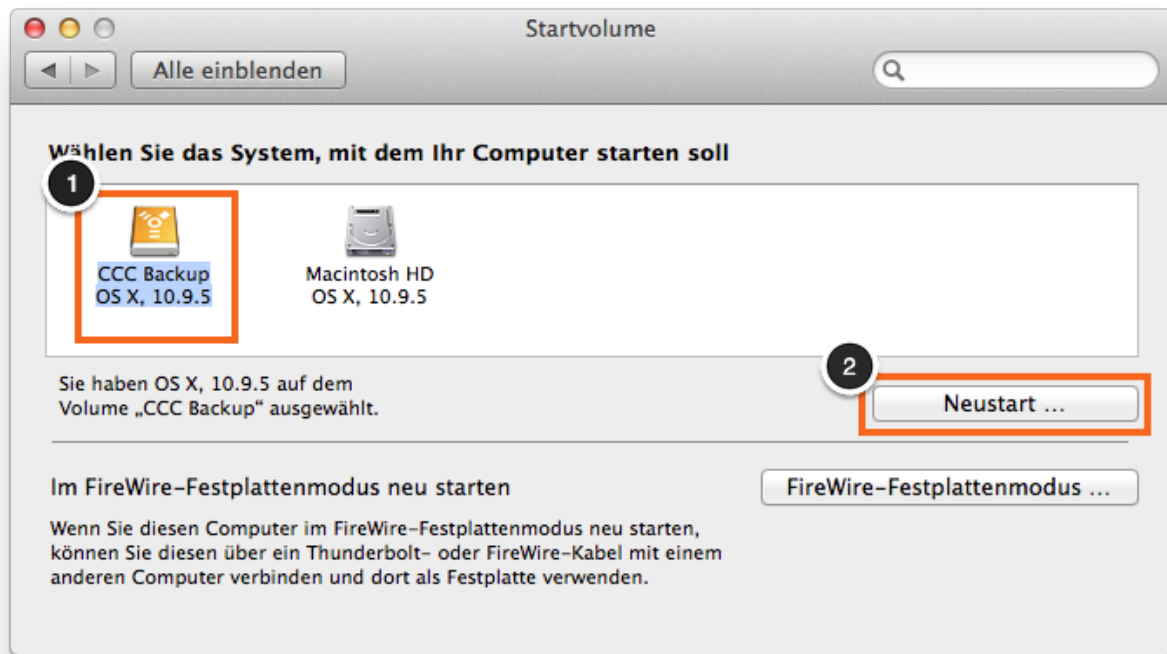 Startvolume
Alle einblenden
Wählen Sie das System, mit dem Ihr Computer starten soll
1
CCC Backup
OS X, 10.9.5
Macintosh HD
OS X, 10.9.5
Sie haben OS X, 10.9.5 auf dem
Volume „CCC Backup“ ausgewählt.
2
Neustart ...
Im FireWire-Festplattenmodus neu starten
FireWire-Festplattenmodus ...
Wenn Sie diesen Computer im FireWire-Festplattenmodus neu starten,
können Sie diesen über ein Thunderbolt- oder FireWire-Kabel mit einem
anderen Computer verbinden und dort als Festplatte verwenden.